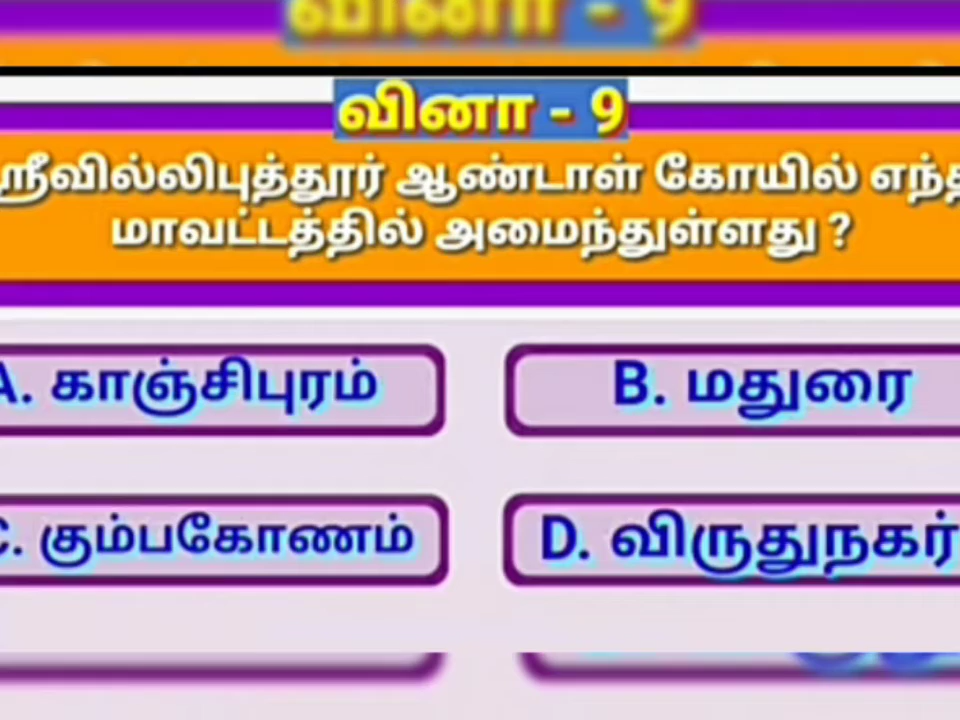 வினா - 9
வினா - 9
ஸ்ரீவில்லிபுத்தூர் ஆண்டாள் கோயில் எந்த
மாவட்டத்தில் அமைந்துள்ளது ?
A. காஞ்சிபுரம்
B. மதுரை
C. கும்பகோணம்
D. விருதுநகர்